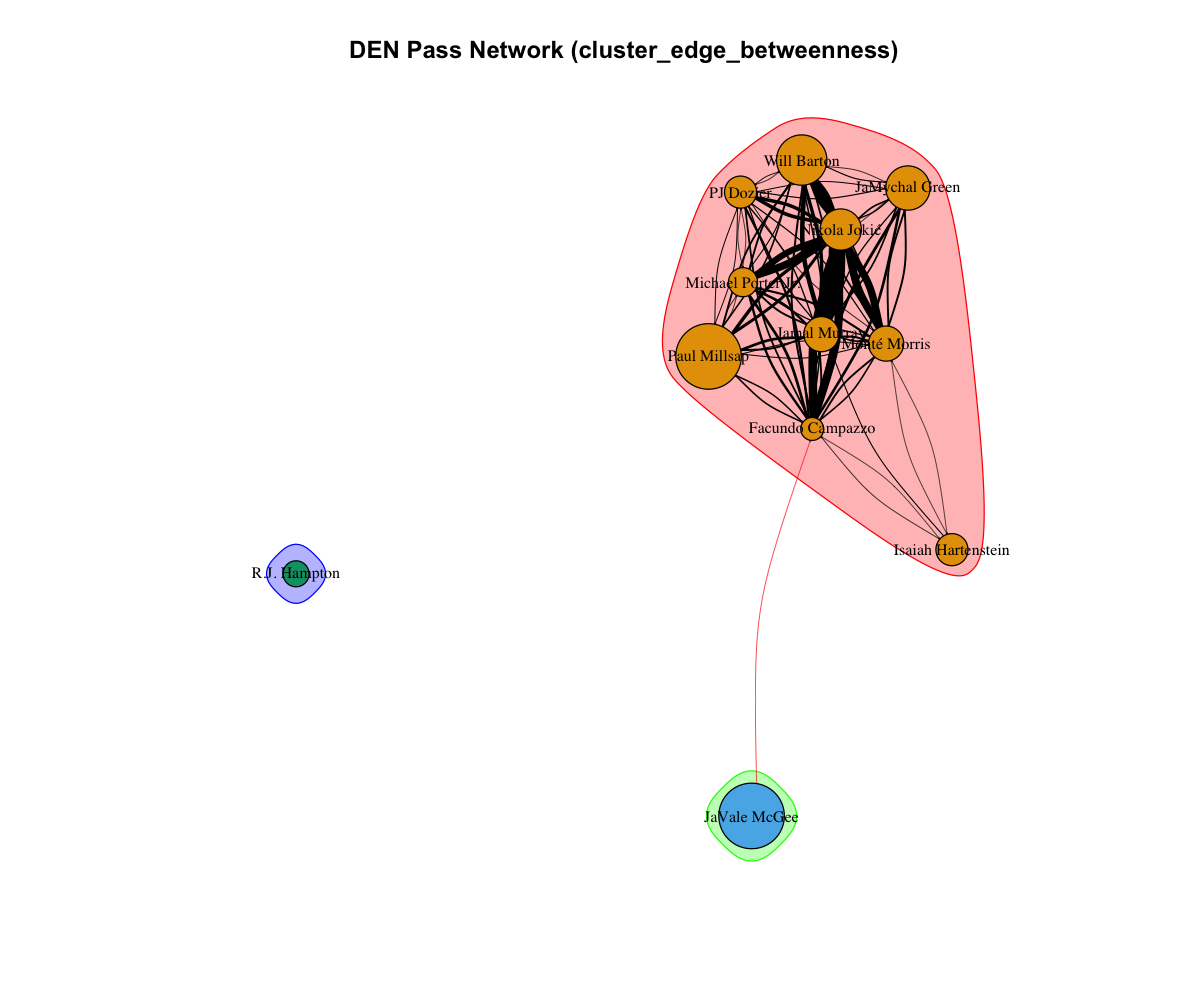 DEN Pass Network (cluster_edge_betweenness)
Will Barton
PJ Dozier
JaMychal Green
Nikola Jokić
Michael Porter Jr.
Jamal Murray
Monté Morris
Paul Millsap
Facundo Campazzo
Isaiah Hartenstein
R.J. Hampton
JaVale McGee